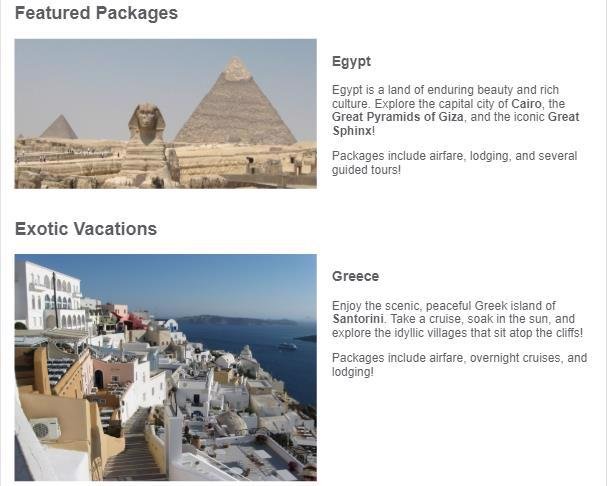 Featured Packages
Egypt
Egypt is a land of enduring beauty and rich
culture. Explore the capital city of Cairo, the
Great Pyramids of Giza, and the iconic Great
Sphinx!
Packages include airfare, lodging, and several
guided tours!
Exotic Vacations
Greece
Enjoy the scenic, peaceful Greek island of
Santorini. Take a cruise, soak in the sun, and
explore the idyllic villages that sit atop the cliffs!
Packages include airfare, overnight cruises, and
lodging!